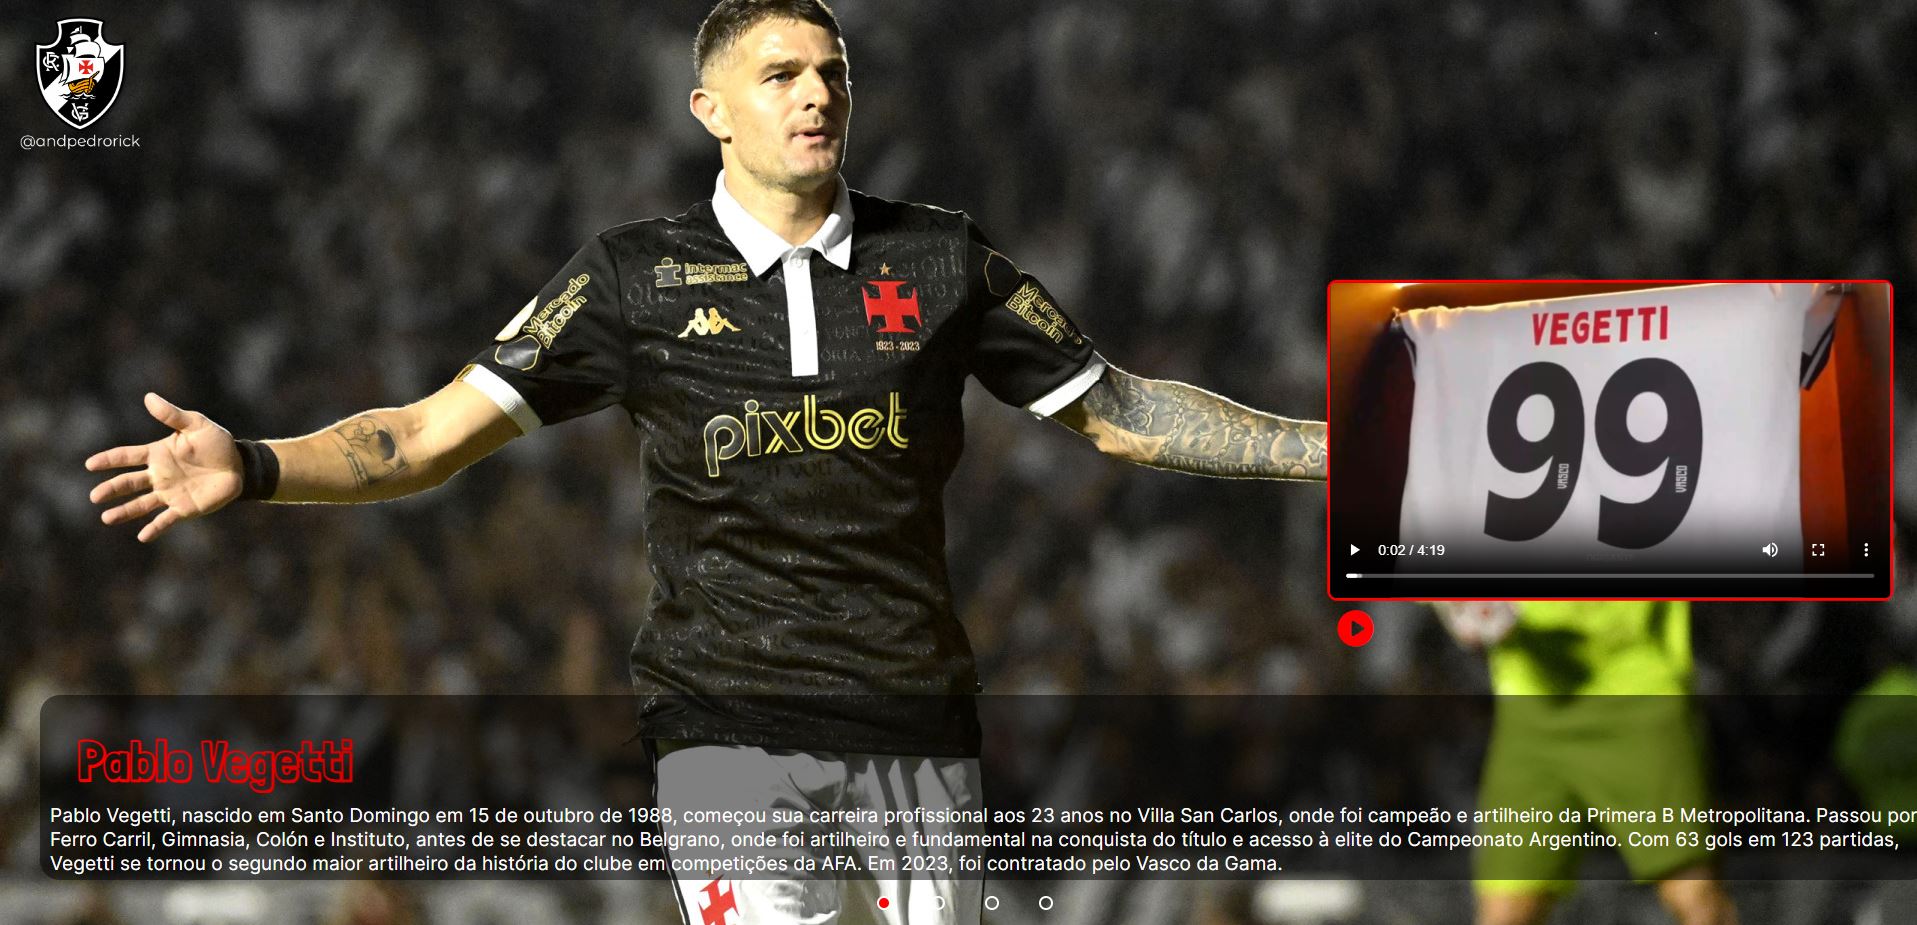 @andpedrorick
intermac
assistance
Mercado
Bitcoin
Mercado
Bitcoin
1923 - 2023
pixbet
VEGETTI
99
VASCO
VASCO
0:02 / 4:19
Pablo Vegetti
Pablo Vegetti, nascido em Santo Domingo em 15 de outubro de 1988, começou sua carreira profissional aos 23 anos no Villa San Carlos, onde foi campeão e artilheiro da Primera B Metropolitana. Passou por
Ferro Carril, Gimnasia, Colón e Instituto, antes de se destacar no Belgrano, onde foi artilheiro e fundamental na conquista do título e acesso à elite do Campeonato Argentino. Com 63 gols em 123 partidas,
Vegetti se tornou o segundo maior artilheiro da história do clube em competições da AFA. Em 2023, foi contratado pelo Vasco da Gama.